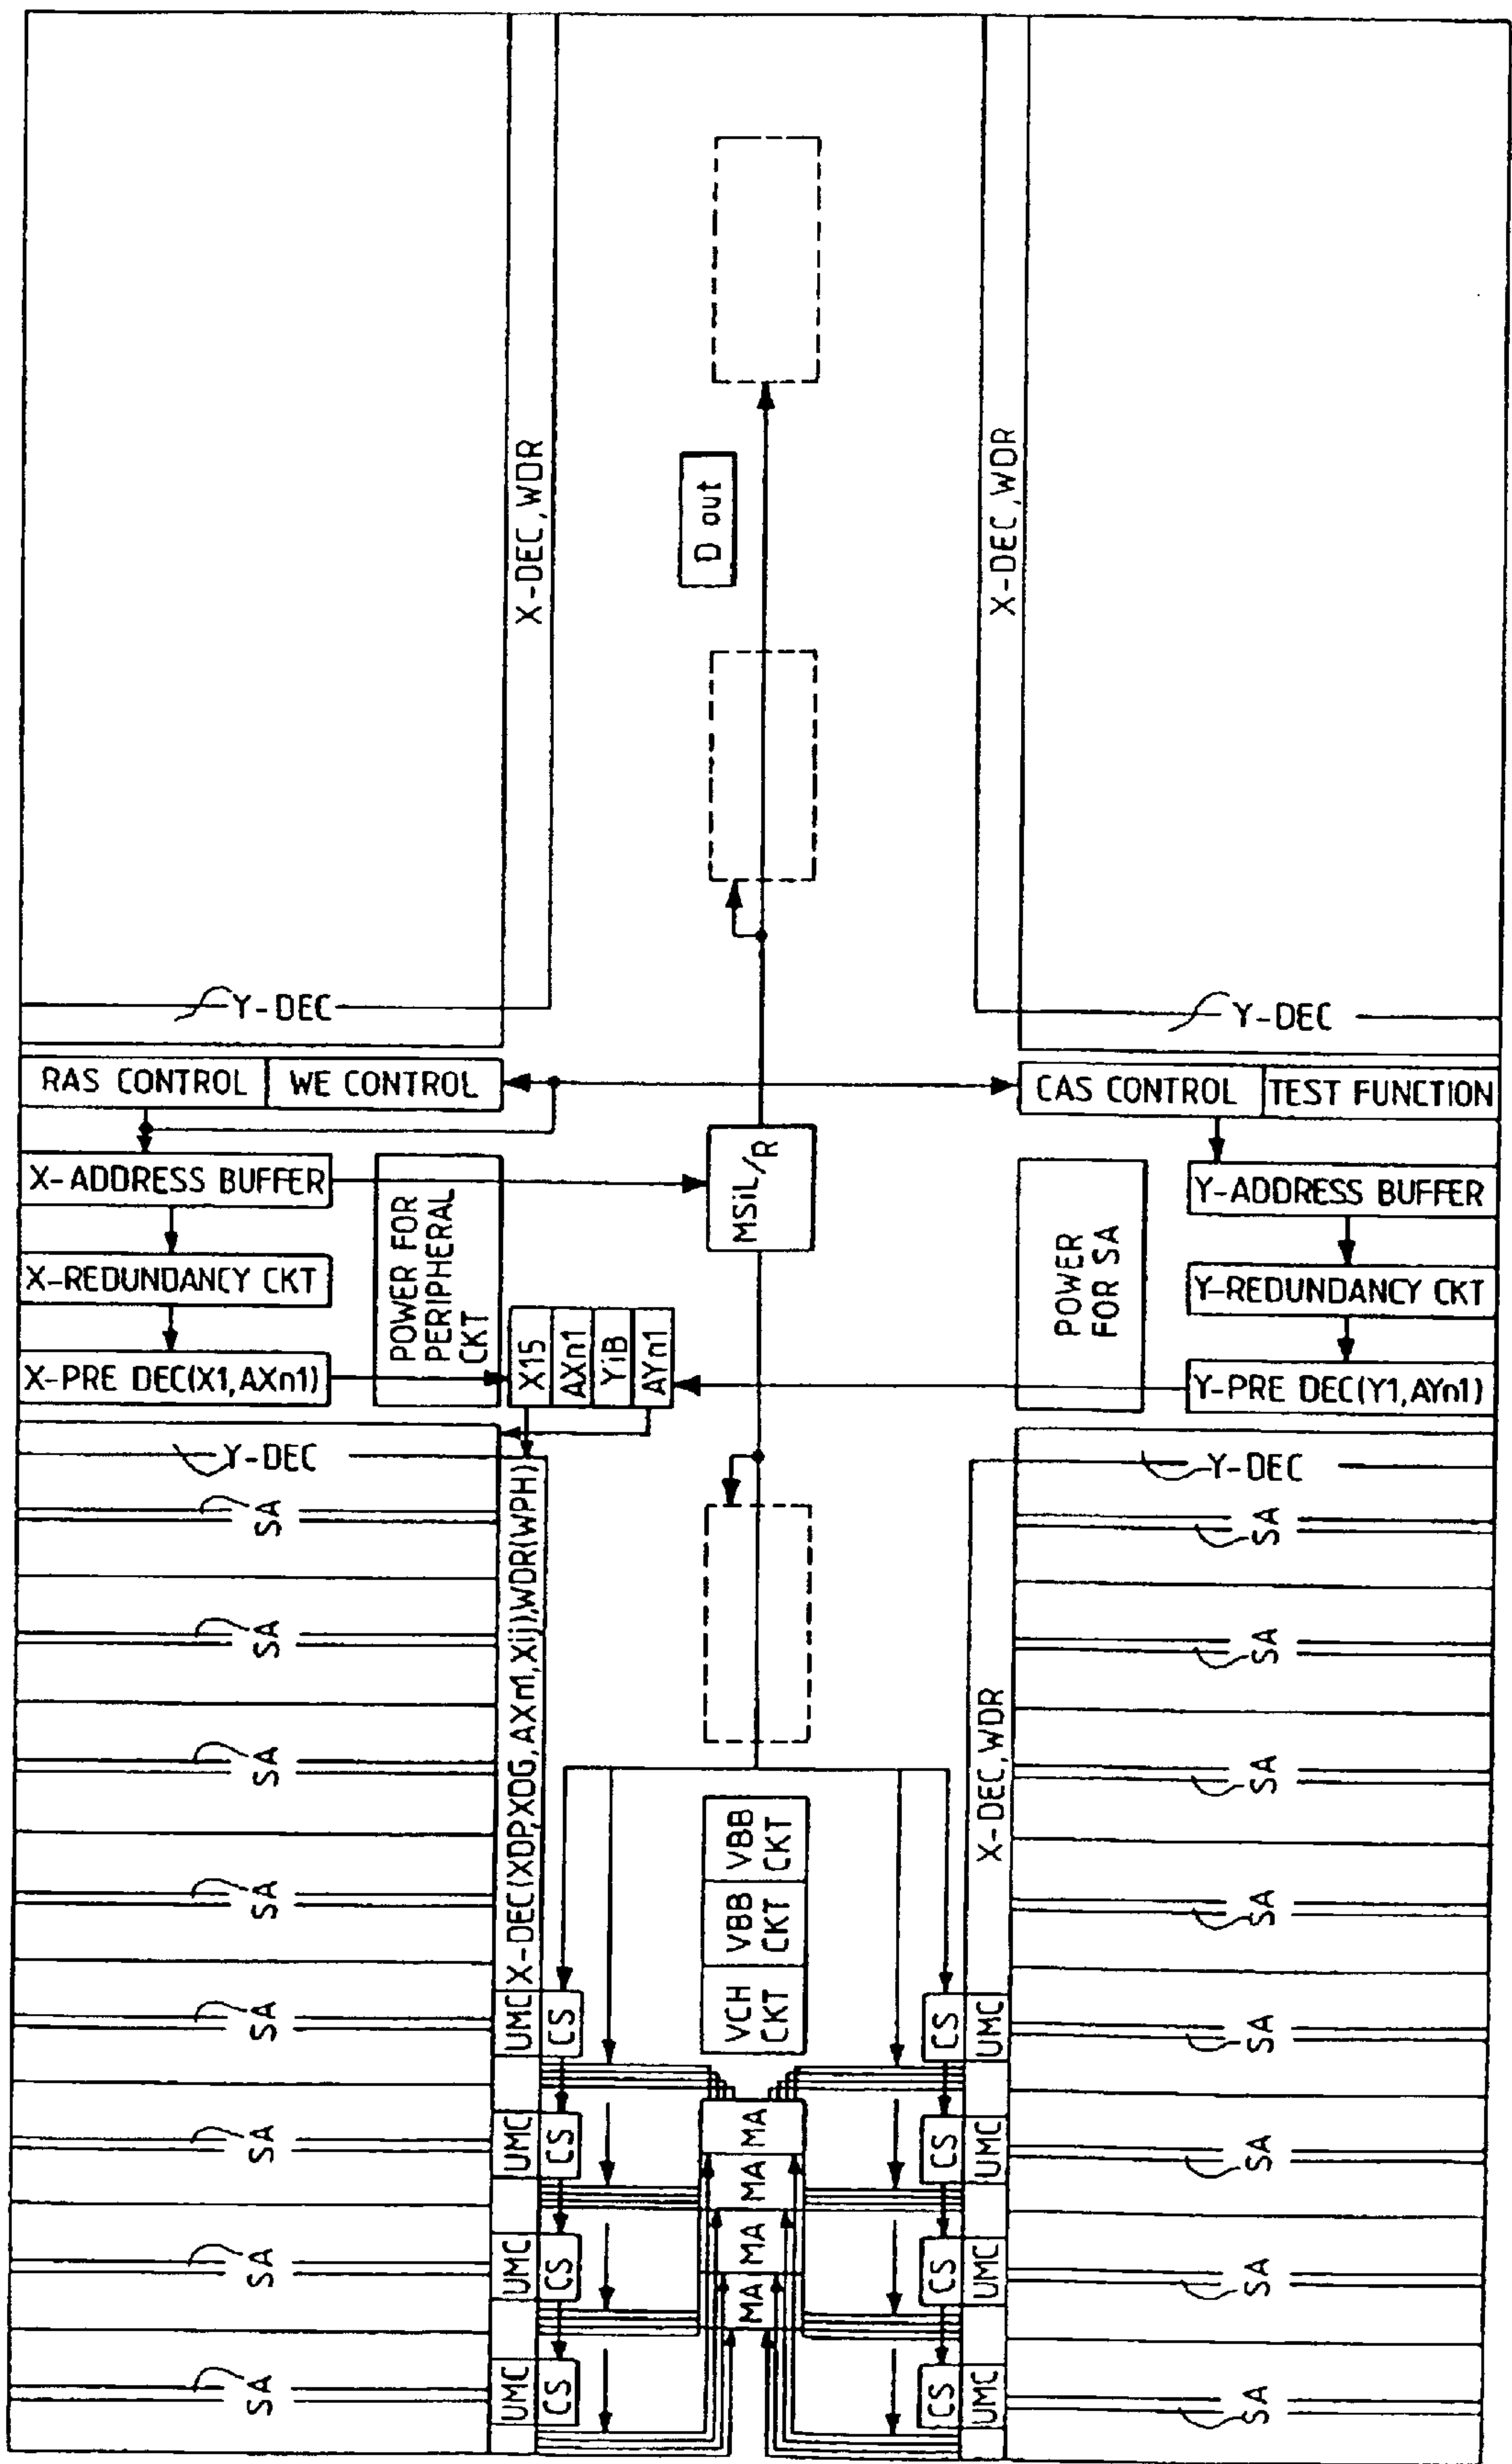 X-DEC,WDR
X-DEC,WDR
D out
Y-DEC
Y-DEC
RAS CONTROL
WE CONTROL
CAS CONTROL
TEST FUNCTION
X-ADDRESS BUFFER
X-REDUNDANCY CKT
X-PRE DEC(X1,AXn1)
POWER FOR
PERIPHERAL
CKT
MSiL/R
X15
AXn1
YiB
AYn1
POWER
FOR SA
Y-ADDRESS BUFFER
Y-REDUNDANCY CKT
Y-PRE DEC(Y1,AYn1)
Y-DEC
Y-DEC
SA
SA
SA
SA
SA
SA
SA
SA
X-DEC(XDP,XDG,AXm1,Xij),WDR(WPH)
UMC
UMC
UMC
UMC
CS
CS
CS
CS
VBB
CKT
VBB
CKT
VCH
CKT
MA
MA
MA
MA
CS
CS
CS
CS
X-DEC,WDR
UMC
UMC
UMC
UMC
SA
SA
SA
SA
SA
SA
SA
SA